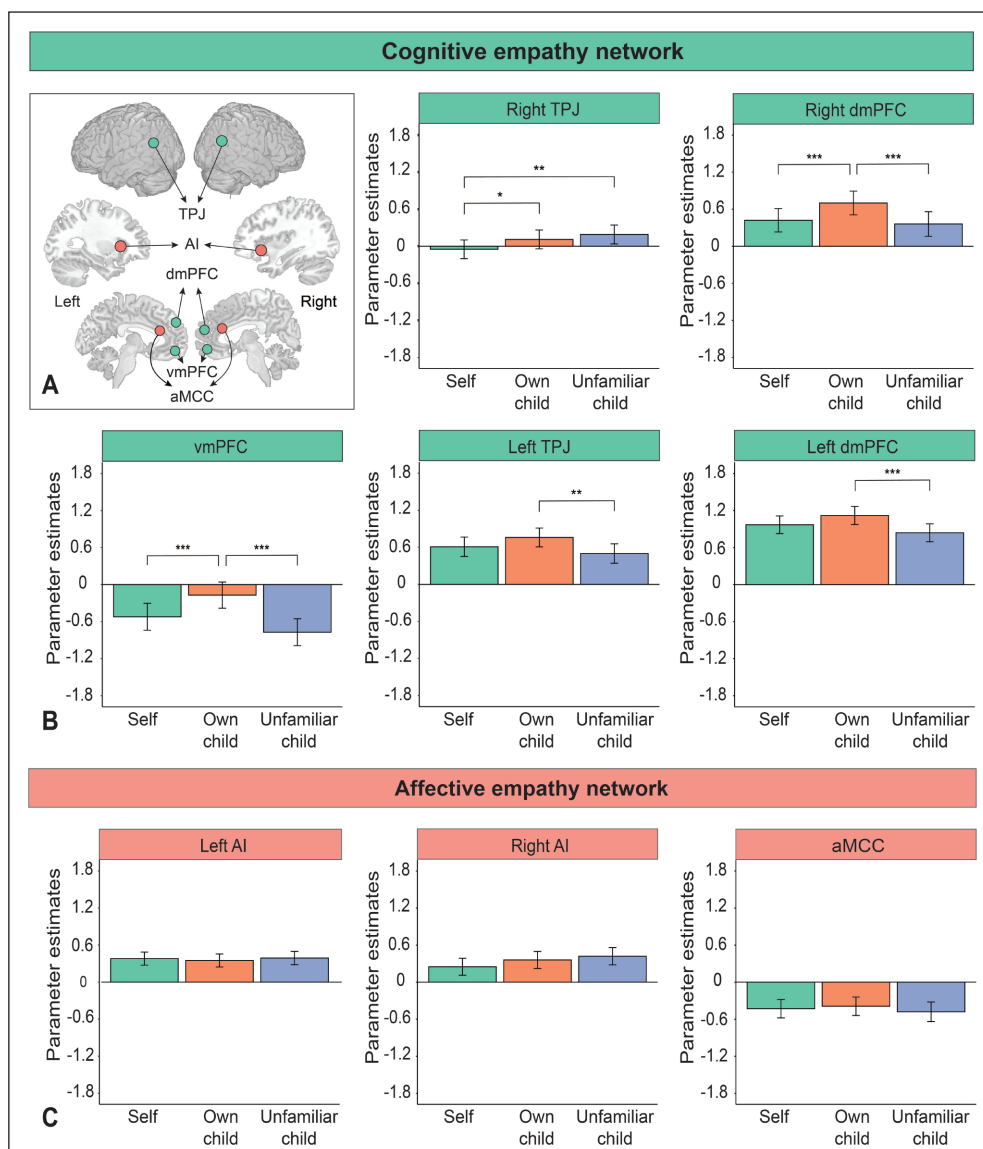 Cognitive empathy network
TPJ
AI
dmPFC
Left
Right
vmPFC
aMCC
A
Right TPJ
Parameter estimates
1.8
1.2
0.6
0
-0.6
-1.2
-1.8
**
*
Self
Own child
Unfamiliar child
Right dmPFC
Parameter estimates
1.8
1.2
0.6
0
-0.6
-1.2
-1.8
*** ***
Self
Own child
Unfamiliar child
vmPFC
Parameter estimates
1.8
1.2
0.6
0
-0.6
-1.2
-1.8
*** ***
Self
Own child
Unfamiliar child
B
Left TPJ
Parameter estimates
1.8
1.2
0.6
0
-0.6
-1.2
-1.8
**
Self
Own child
Unfamiliar child
Left dmPFC
Parameter estimates
1.8
1.2
0.6
0
-0.6
-1.2
-1.8
***
Self
Own child
Unfamiliar child
Affective empathy network
Left AI
Parameter estimates
1.8
1.2
0.6
0
-0.6
-1.2
-1.8
Self
Own child
Unfamiliar child
C
Right AI
Parameter estimates
1.8
1.2
0.6
0
-0.6
-1.2
-1.8
Self
Own child
Unfamiliar child
aMCC
Parameter estimates
1.8
1.2
0.6
0
-0.6
-1.2
-1.8
Self
Own child
Unfamiliar child